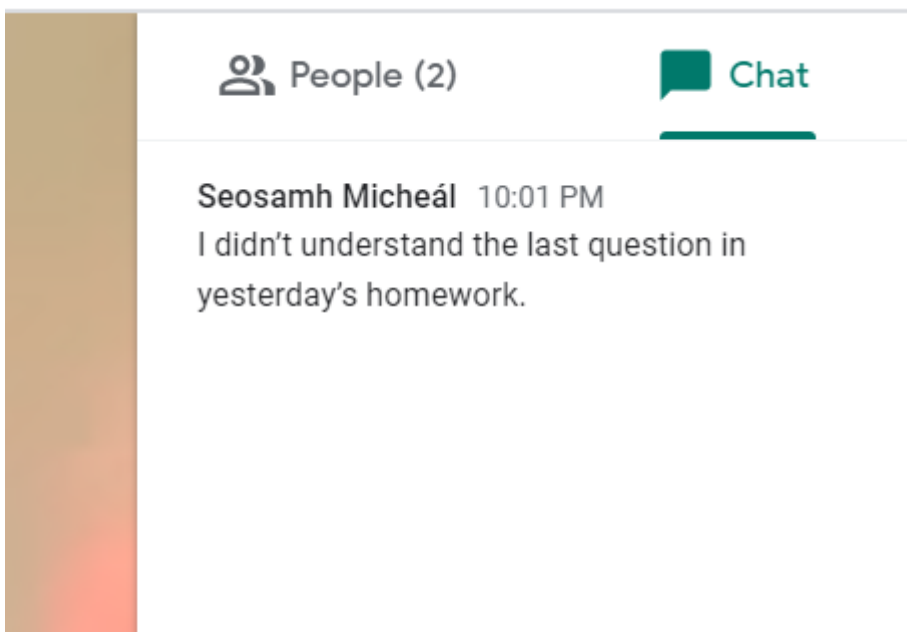 People (2)
Chat
Seosamh Micheál 10:01 PM
I didn’t understand the last question in
yesterday’s homework.